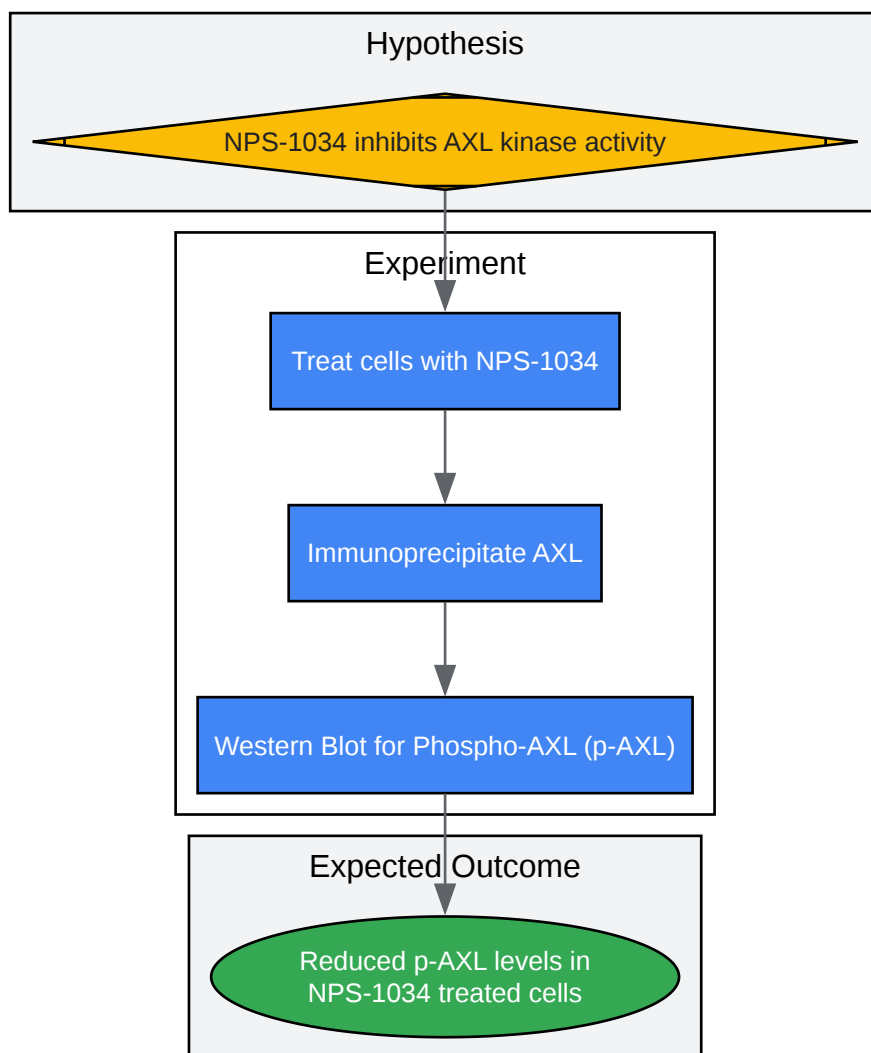 Hypothesis
NPS-1034 inhibits AXL kinase activity
Experiment
Treat cells with NPS-1034
Immunoprecipitate AXL
Western Blot for Phospho-AXL (p-AXL)
Expected Outcome
Reduced p-AXL levels in
NPS-1034 treated cells